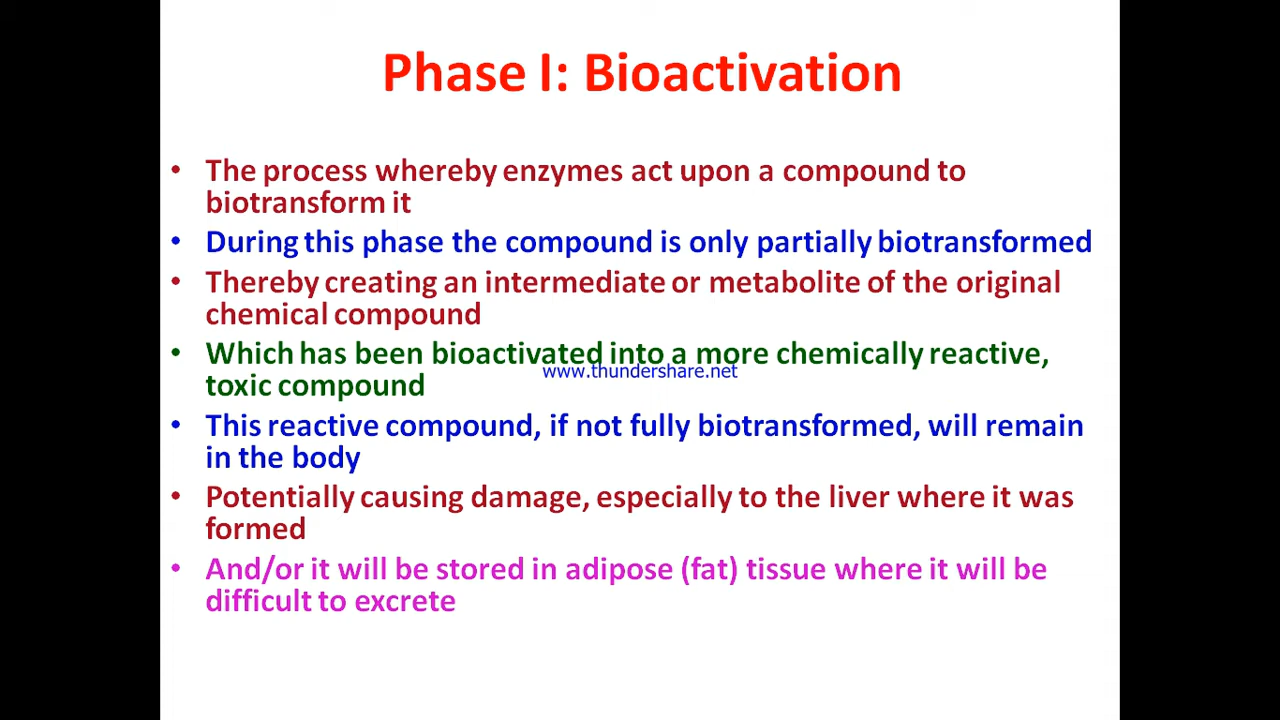 Phase I: Bioactivation
• The process whereby enzymes act upon a compound to
biotransform it
• During this phase the compound is only partially biotransformed
• Thereby creating an intermediate or metabolite of the original
chemical compound
• Which has been bioactivated into a more chemically reactive,
www.thundershare.net
toxic compound
• This reactive compound, if not fully biotransformed, will remain
in the body
• Potentially causing damage, especially to the liver where it was
formed
• And/or it will be stored in adipose (fat) tissue where it will be
difficult to excrete